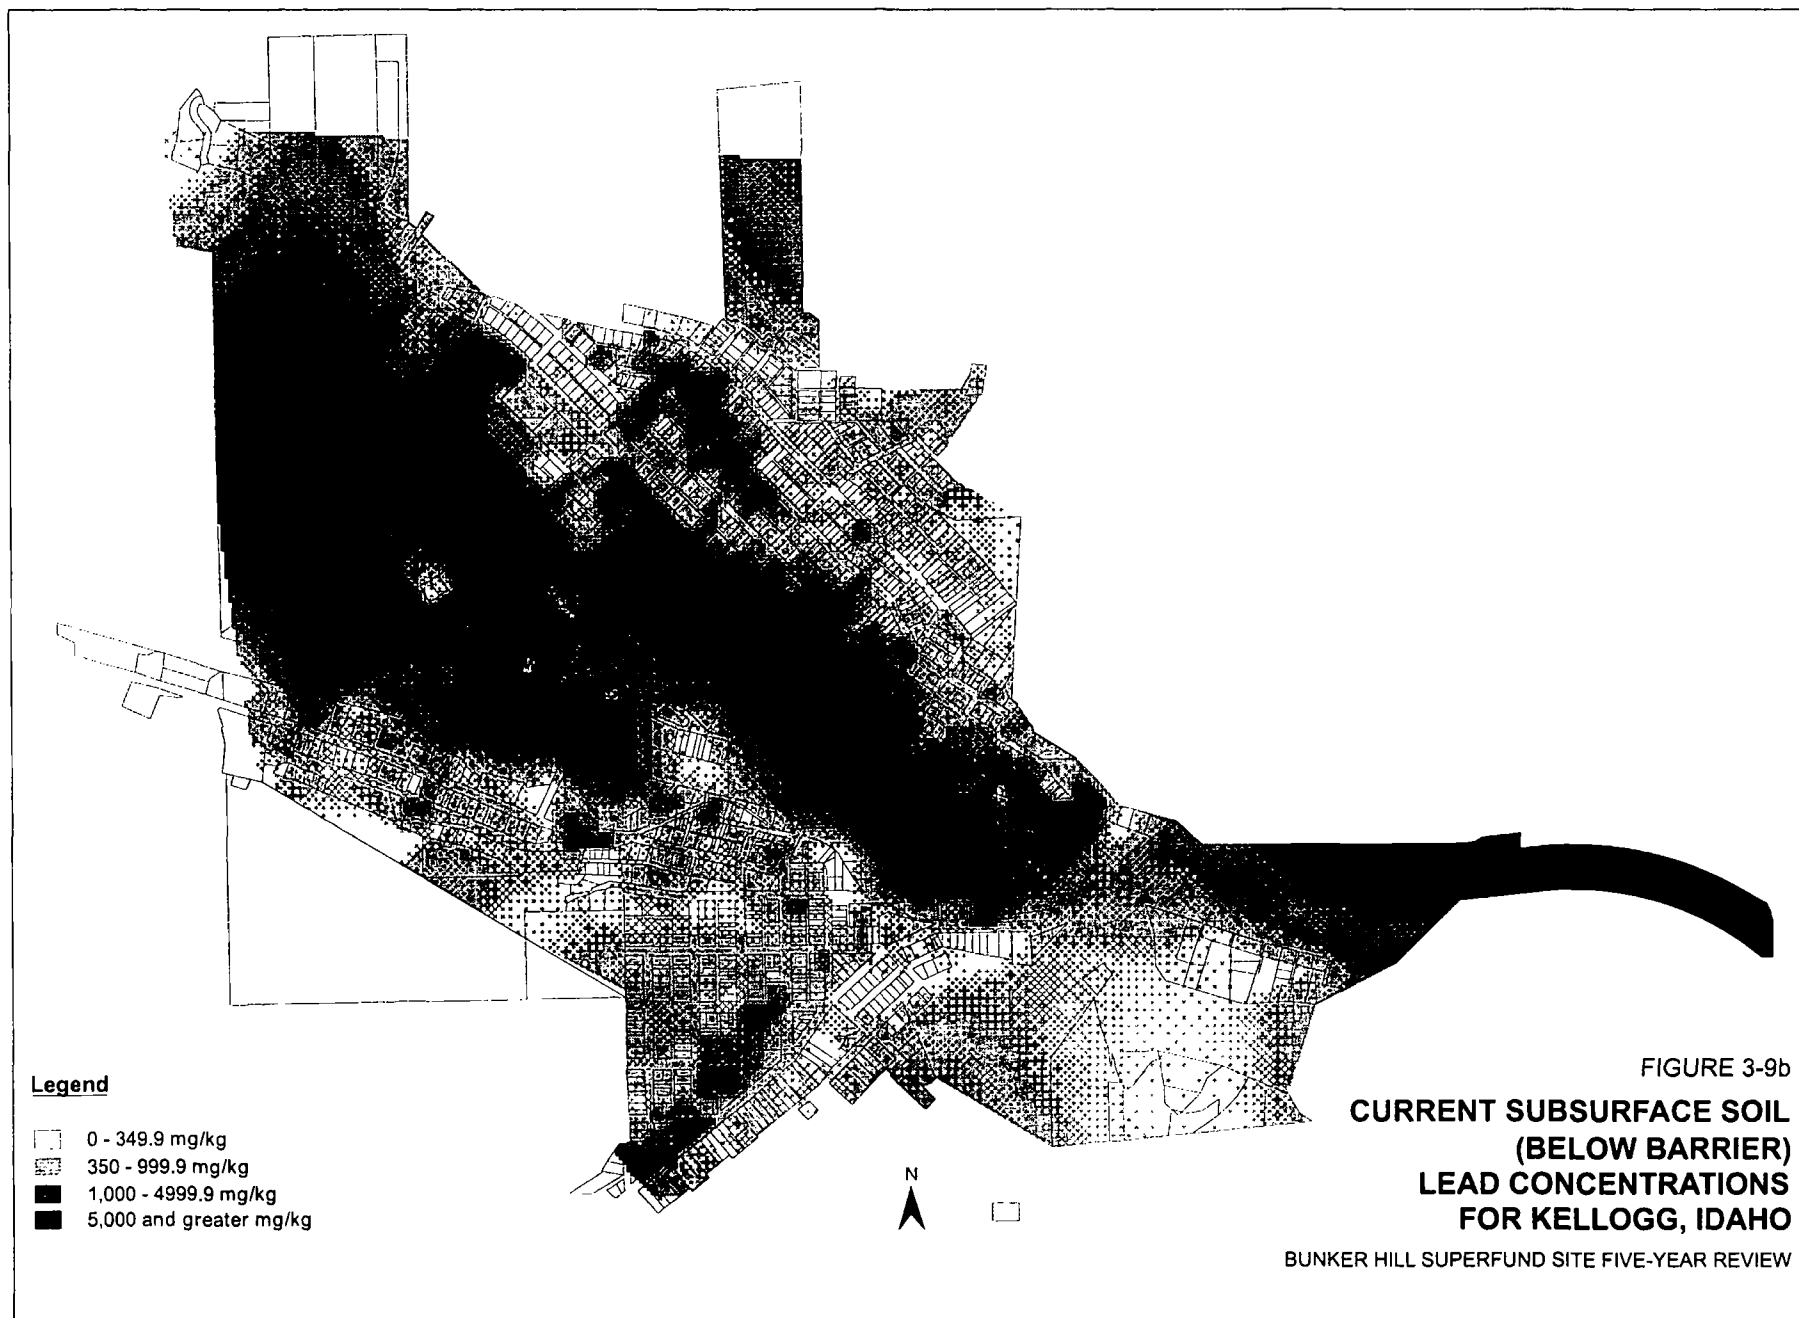 Legend
0 - 349.9 mg/kg
350 - 999.9 mg/kg
1,000 - 4999.9 mg/kg
5,000 and greater mg/kg
N
FIGURE 3-9b
CURRENT SUBSURFACE SOIL
(BELOW BARRIER)
LEAD CONCENTRATIONS
FOR KELLOGG, IDAHO
BUNKER HILL SUPERFUND SITE FIVE-YEAR REVIEW